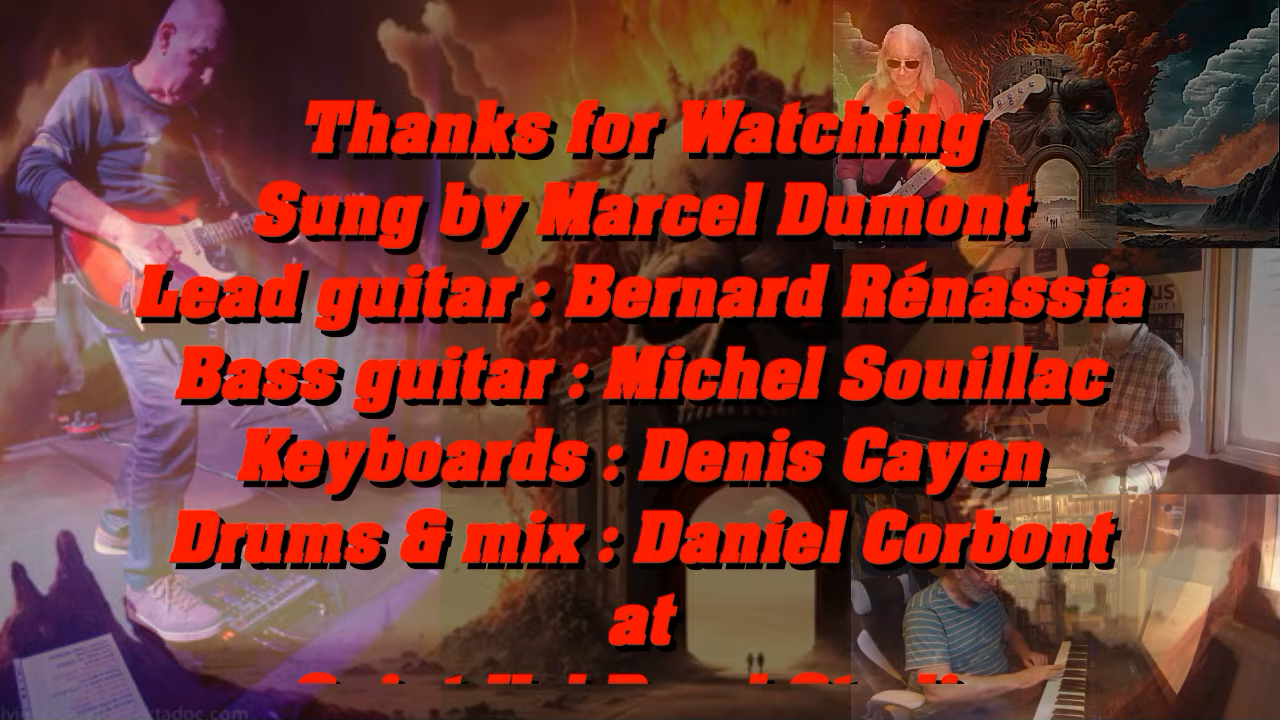 Thanks for Watching
Sung by Marcel Dumont
Lead guitar : Bernard Rénassia
Bass guitar : Michel Souillac
Keyboards : Denis Cayen
Drums & mix : Daniel Corbont
at